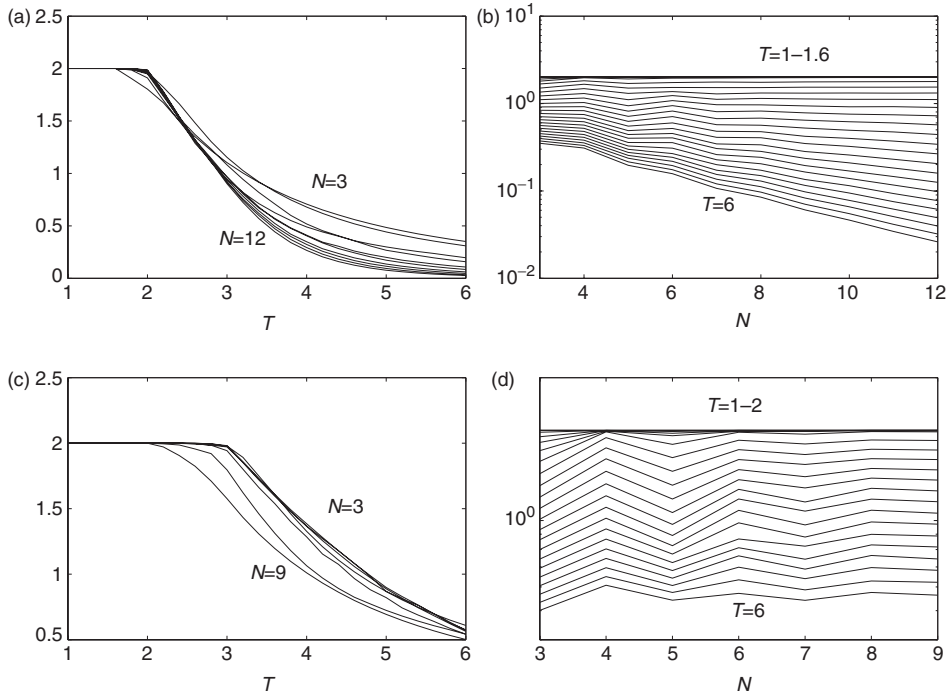 (a)
2.5
2
1.5
1
0.5
0
N=3
N=12
1 2 3 4 5 6
T
(b)
10^1
10^0
10^−1
10^−2
T=1–1.6
T=6
4 6 8 10 12
N
(c)
2.5
2
1.5
1
0.5
N=3
N=9
1 2 3 4 5 6
T
(d)
10^0
T=1–2
T=6
3 4 5 6 7 8 9
N